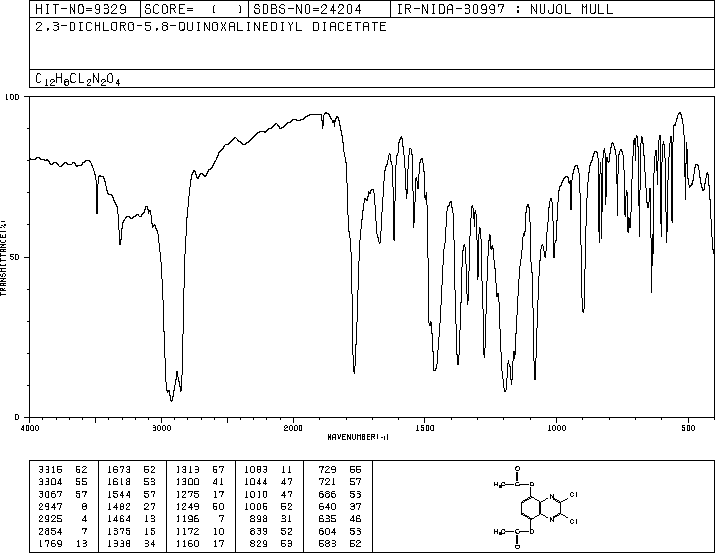 HIT-NO=9329 SCORE= ( ) SDBS-NO=24204 IR-NIDA-30997 : NUJOL MULL
2,3-DICHLORO-5,8-QUINOXALINEDIYL DIACETATE
C12H8CL2N2O4
100
50
0
TRANSMITTANCE(%)
4000 3000 2000 1500 1000 500
WAVENUMBER(-1)
3315 62 1673 52 1313 67 1083 11 729 55
3304 55 1618 53 1300 41 1044 47 721 57
3067 57 1544 57 1275 17 1010 47 686 53
2947 8 1482 27 1249 50 1006 52 640 37
2925 4 1464 13 1196 7 898 31 635 46
2854 7 1375 15 1172 10 839 52 604 53
1769 13 1338 34 1160 17 829 53 583 52
O O
H3C C O N Cl
N Cl
H3C C O
O